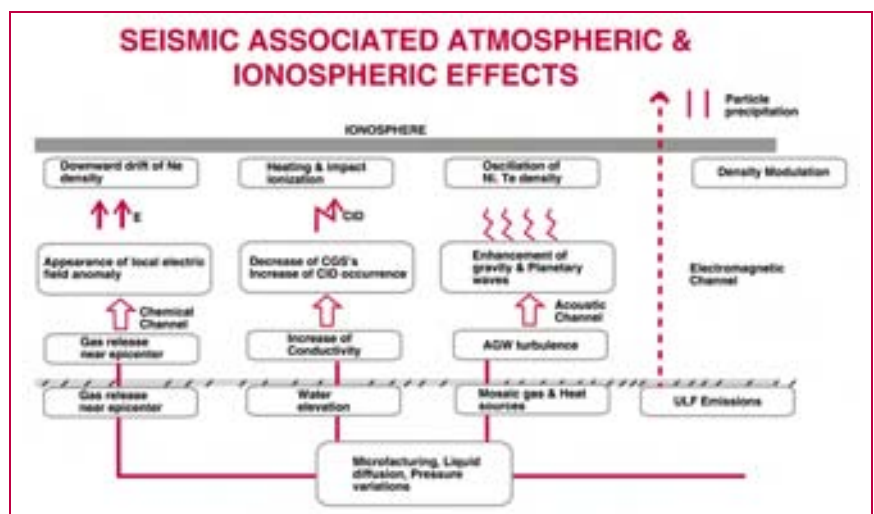 SEISMIC ASSOCIATED ATMOSPHERIC &
IONOSPHERIC EFFECTS
Particle
precipitation
IONOSPHERE
Downward drift of Ne
density
Heating & impact
ionization
Oscillation of
Ni, Te density
Density Modulation
E
CID
Appearance of local electric
field anomaly
Decrease of CGS's
Increase of CID occurrence
Enhancement of
gravity & Planetary
waves
Electromagnetic
Channel
Chemical
Channel
Acoustic
Channel
Gas release
near epicenter
Increase of
Conductivity
AGW turbulence
Gas release
near epicenter
Water
elevation
Mosaic gas & Heat
sources
ULF Emissions
Microfacturing, Liquid
diffusion, Pressure
variations